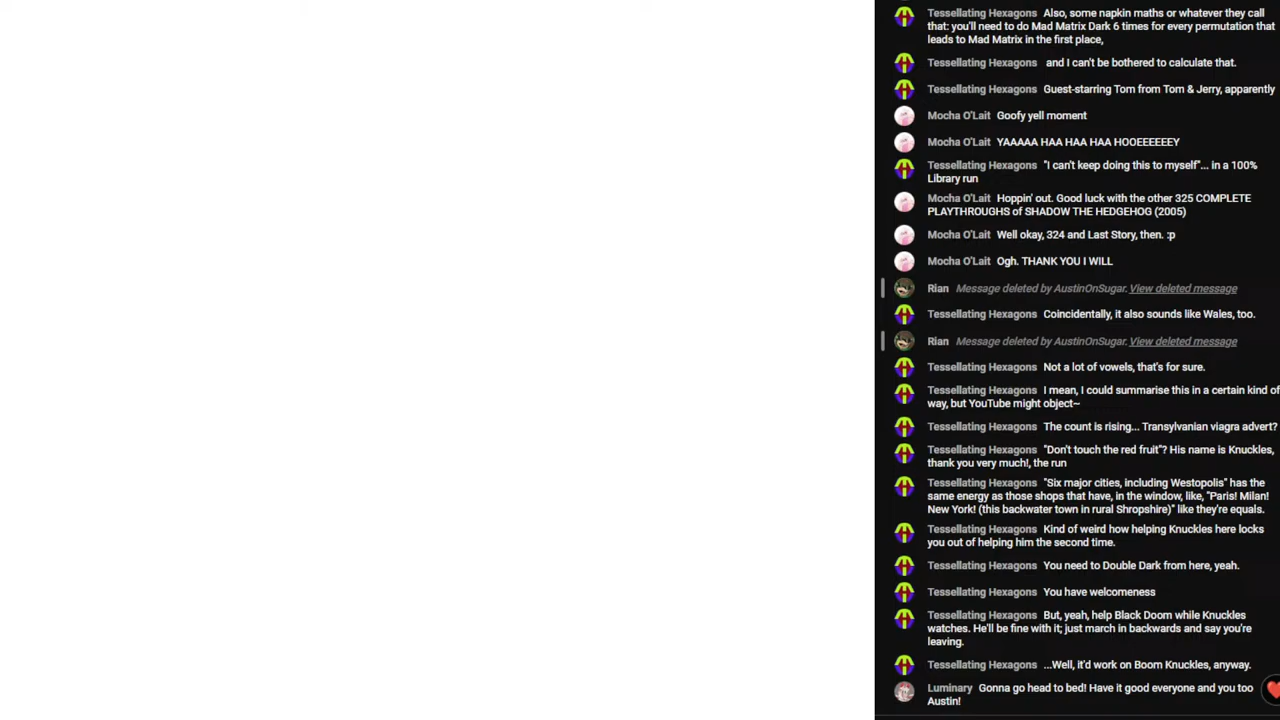 Tessellating Hexagons Also, some napkin maths or whatever they call
that: you'll need to do Mad Matrix Dark 6 times for every permutation that
leads to Mad Matrix in the first place,
Tessellating Hexagons and I can't be bothered to calculate that.
Tessellating Hexagons Guest-starring Tom from Tom & Jerry, apparently
Mocha O'Lait Goofy yell moment
Mocha O'Lait YAAAAA HAA HAA HAA HOOEEEEEEY
Tessellating Hexagons "I can't keep doing this to myself"... in a 100%
Library run
Mocha O'Lait Hoppin' out. Good luck with the other 325 COMPLETE
PLAYTHROUGHS of SHADOW THE HEDGEHOG (2005)
Mocha O'Lait Well okay, 324 and Last Story, then. :p
Mocha O'Lait Ogh. THANK YOU I WILL
Rian Message deleted by AustinOnSugar. View deleted message
Tessellating Hexagons Coincidentally, it also sounds like Wales, too.
Rian Message deleted by AustinOnSugar. View deleted message
Tessellating Hexagons Not a lot of vowels, that's for sure.
Tessellating Hexagons I mean, I could summarise this in a certain kind of
way, but YouTube might object~
Tessellating Hexagons The count is rising... Transylvanian viagra advert?
Tessellating Hexagons "Don't touch the red fruit"? His name is Knuckles,
thank you very much!, the run
Tessellating Hexagons "Six major cities, including Westopolis" has the
same energy as those shops that have, in the window, like, "Paris! Milan!
New York! (this backwater town in rural Shropshire)" like they're equals.
Tessellating Hexagons Kind of weird how helping Knuckles here locks
you out of helping him the second time.
Tessellating Hexagons You need to Double Dark from here, yeah.
Tessellating Hexagons You have welcomeness
Tessellating Hexagons But, yeah, help Black Doom while Knuckles
watches. He'll be fine with it; just march in backwards and say you're
leaving.
Tessellating Hexagons ...Well, it'd work on Boom Knuckles, anyway.
Luminary Gonna go head to bed! Have it good everyone and you too
Austin!